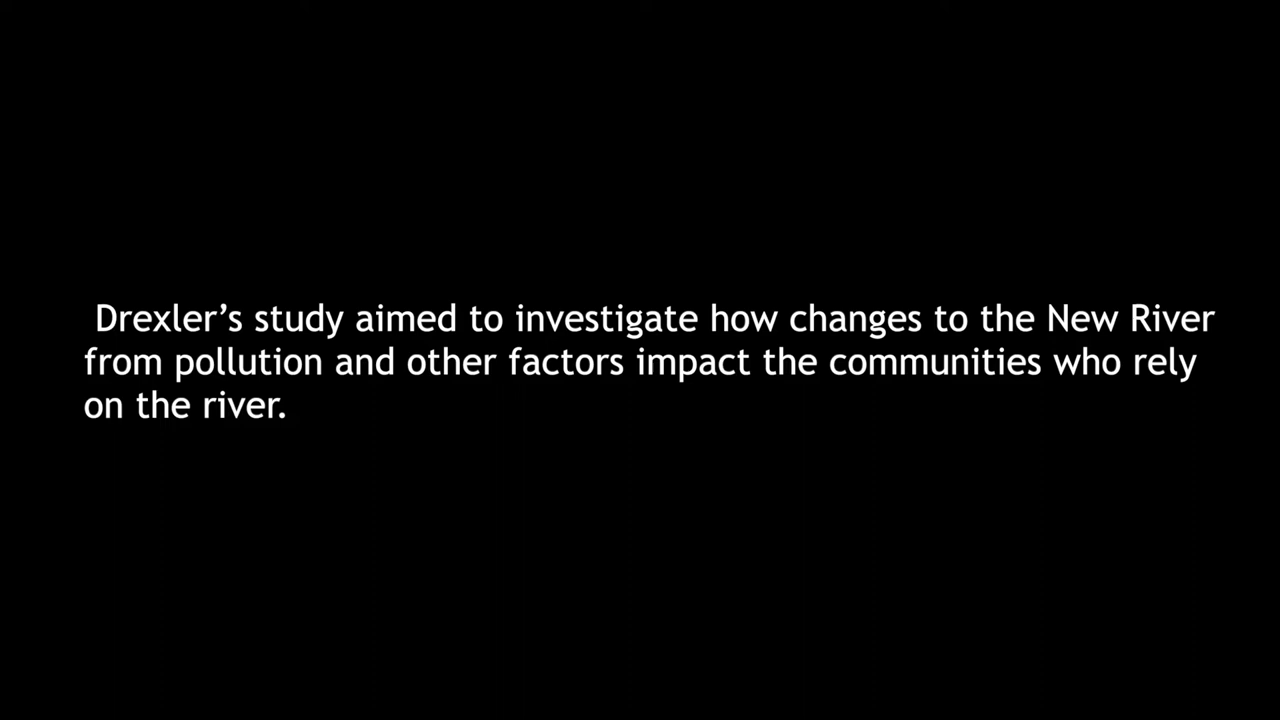 Drexler’s study aimed to investigate how changes to the New River
from pollution and other factors impact the communities who rely
on the river.